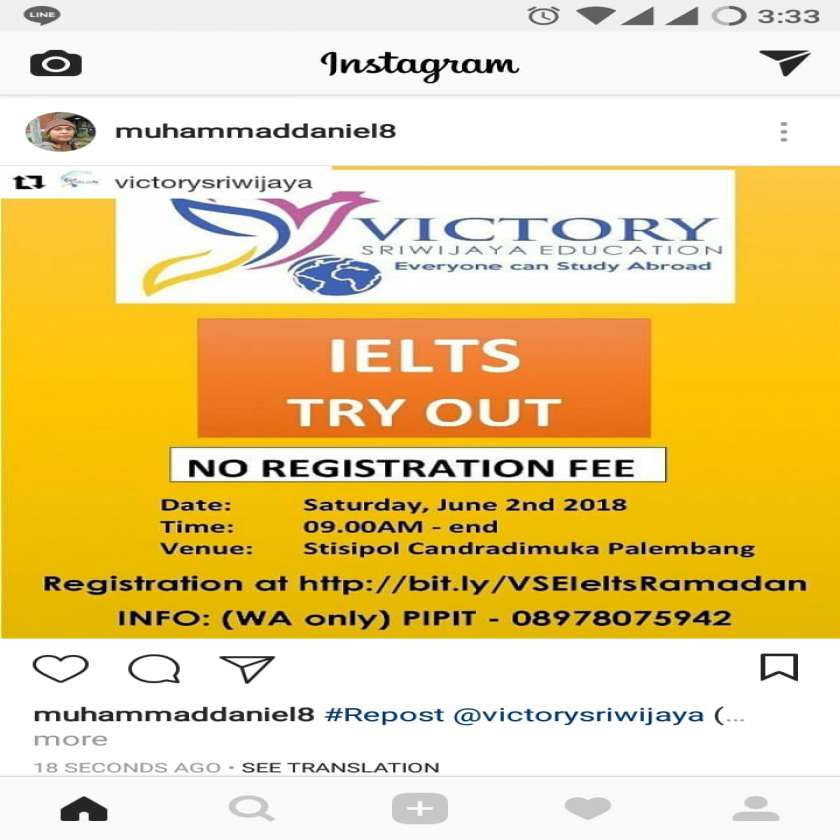 LINE
3:33
Instagram
muhammaddaniel8
victorysriwijaya
VICTORY
SRIWIJAYA EDUCATION
Everyone can Study Abroad
IELTS
TRY OUT
NO REGISTRATION FEE
Date: Saturday, June 2nd 2018
Time: 09.00AM - end
Venue: Stisipol Candradimuka Palembang
Registration at http://bit.ly/VSEIeltsRamadan
INFO: (WA only) PIPIT - 08978075942
muhammaddaniel8 #Repost @victorysriwijaya (...
more
18 SECONDS AGO • SEE TRANSLATION